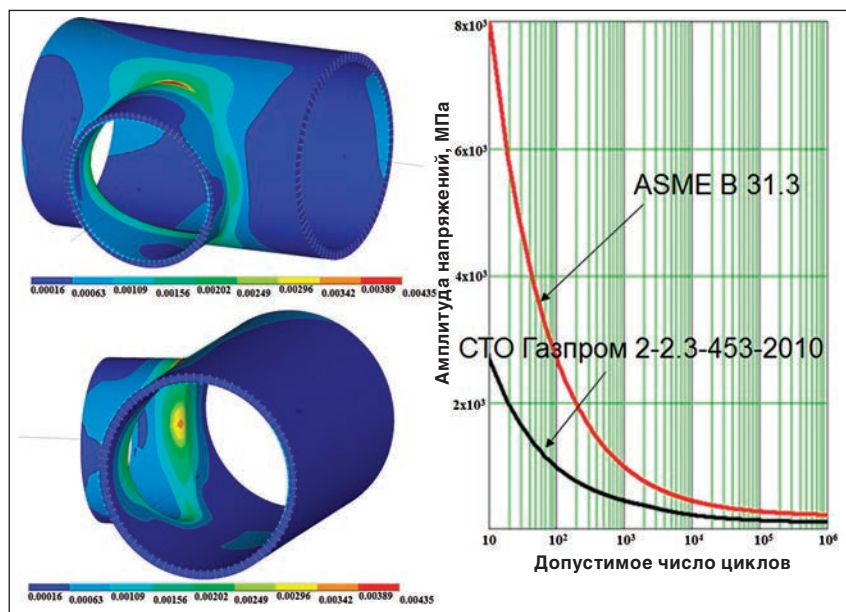 0.00016 0.00063 0.00109 0.00156 0.00202 0.00249 0.00296 0.00342 0.00389 0.00435
0.00016 0.00063 0.00109 0.00156 0.00202 0.00249 0.00296 0.00342 0.00389 0.00435
Амплитуда напряжений, МПа
8x10³
6x10³
4x10³
2x10³
ASME B 31.3
СТО Газпром 2-2.3-453-2010
10 10² 10³ 10⁴ 10⁵ 10⁶
Допустимое число циклов